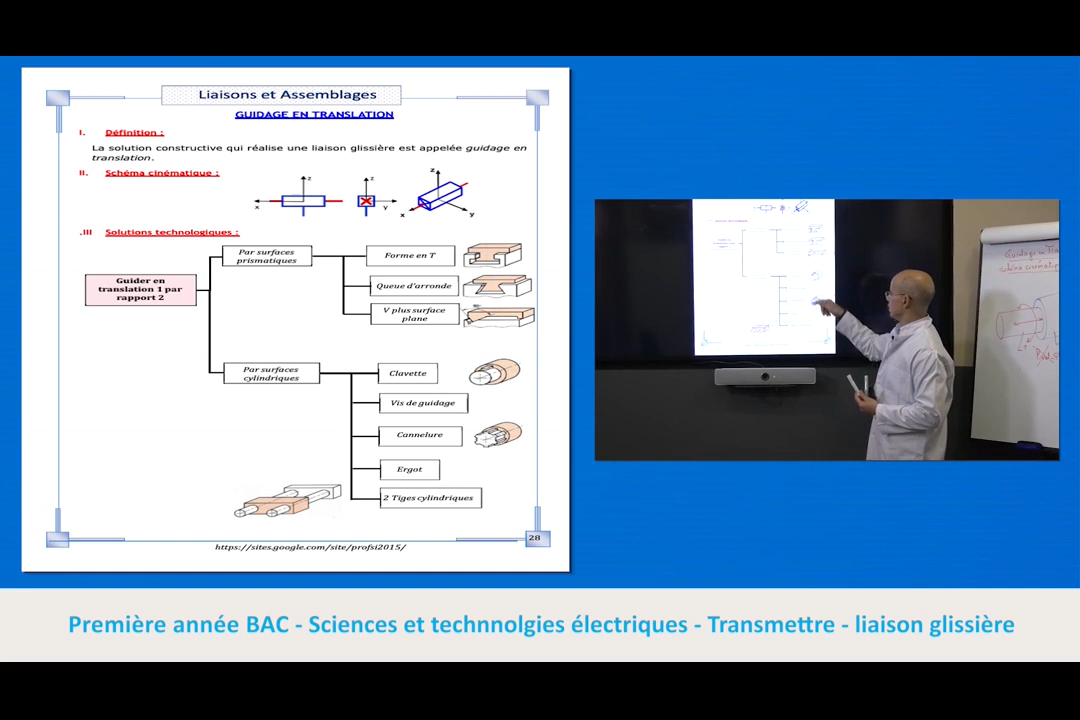 Liaisons et Assemblages
GUIDAGE EN TRANSLATION
I. Définition :
La solution constructive qui réalise une liaison glissière est appelée guidage en
translation.
II. Schéma cinématique :
z
x
z
y
z
x
y
.III Solutions technologiques :
Guider en
translation 1 par
rapport 2
Par surfaces
prismatiques
Forme en T
Queue d'arronde
V plus surface
plane
Par surfaces
cylindriques
Clavette
Vis de guidage
Cannelure
Ergot
2 Tiges cylindriques
https://sites.google.com/site/profsi2015/
28
Guidage en
Première année BAC - Sciences et technnolgies électriques - Transmettre - liaison glissière